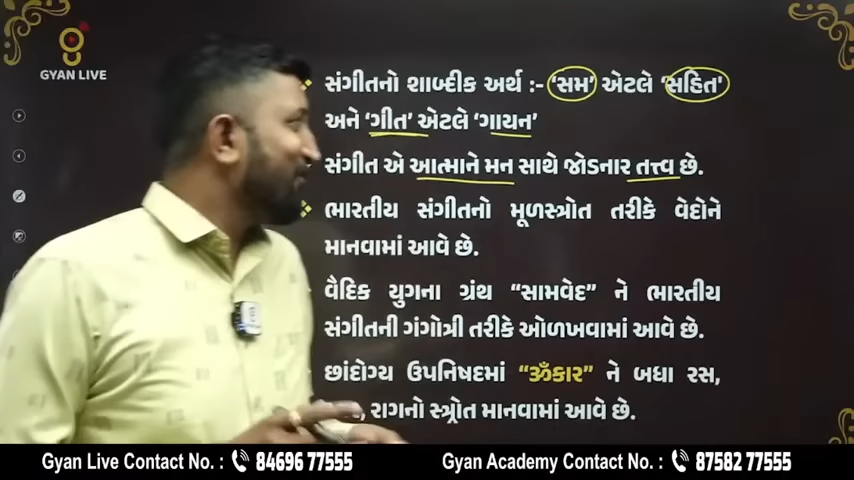 GYAN LIVE
સંગીતનો શાબ્દીક અર્થ :- ‘સમ’ એટલે ‘સહિત’
અને ‘ગીત’ એટલે ‘ગાયન’
સંગીત એ આત્માને મન સાથે જોડનાર તત્ત્વ છે.
ભારતીય સંગીતનો મૂળસ્ત્રોત તરીકે વેદોને
માનવામાં આવે છે.
વૈદિક યુગના ગ્રંથ “સામવેદ” ને ભારતીય
સંગીતની ગંગોત્રી તરીકે ઓળખવામાં આવે છે.
છાંદોગ્ય ઉપનિષદમાં “ૐકાર” ને બધા રસ,
, રાગનો સ્ત્રોત માનવામાં આવે છે.
Gyan Live Contact No. : 84696 77555
Gyan Academy Contact No. : 87582 77555